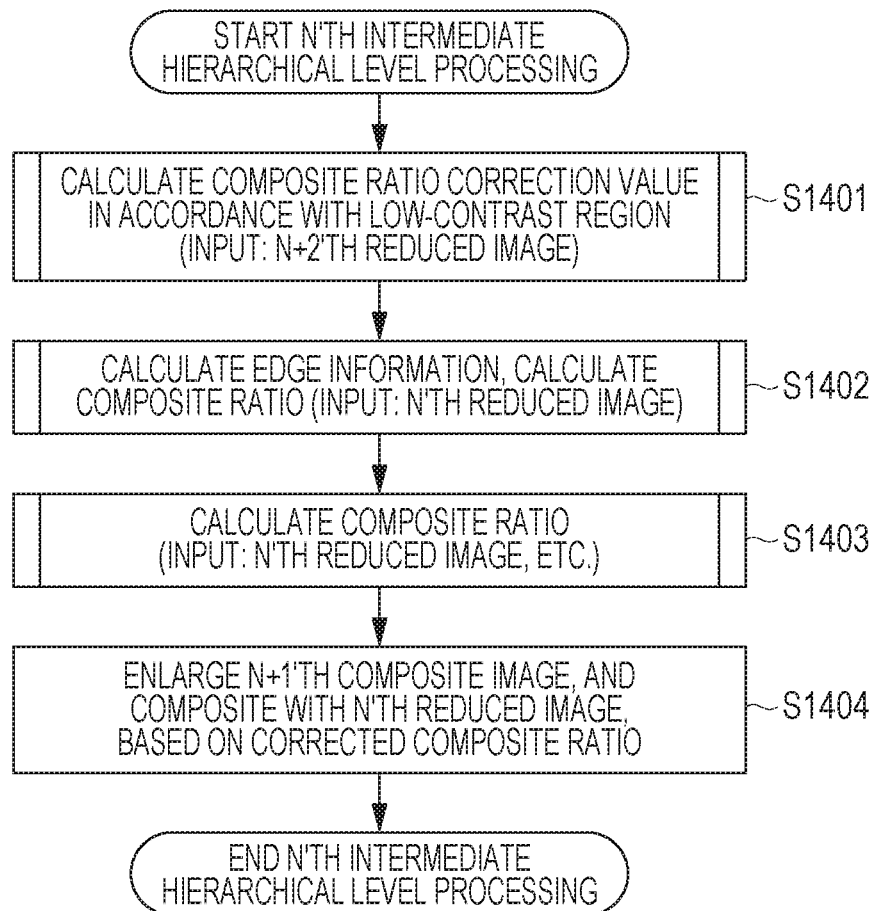 START N'TH INTERMEDIATE
HIERARCHICAL LEVEL PROCESSING
CALCULATE COMPOSITE RATIO CORRECTION VALUE
IN ACCORDANCE WITH LOW-CONTRAST REGION
(INPUT: N+2'TH REDUCED IMAGE)
S1401
CALCULATE EDGE INFORMATION, CALCULATE
COMPOSITE RATIO (INPUT: N'TH REDUCED IMAGE)
S1402
CALCULATE COMPOSITE RATIO
(INPUT: N'TH REDUCED IMAGE, ETC.)
S1403
ENLARGE N+1'TH COMPOSITE IMAGE, AND
COMPOSITE WITH N'TH REDUCED IMAGE,
BASED ON CORRECTED COMPOSITE RATIO
S1404
END N'TH INTERMEDIATE
HIERARCHICAL LEVEL PROCESSING